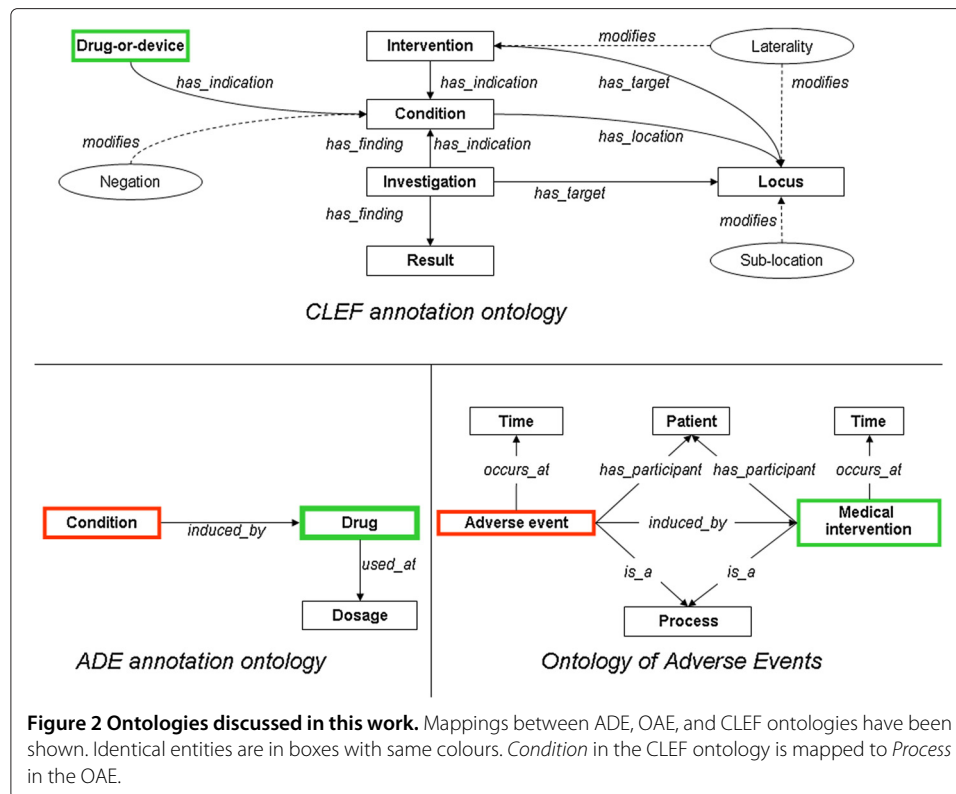 Drug-or-device
Intervention
modifies
Laterality
has_indication
has_indication
has_target
modifies
Condition
modifies
has_finding
has_indication
has_location
Negation
Investigation
has_target
Locus
has_finding
modifies
Result
Sub-location
CLEF annotation ontology
Condition
induced_by
Drug
used_at
Dosage
ADE annotation ontology
Time
Patient
Time
occurs_at
has_participant
has_participant
occurs_at
Adverse event
induced_by
Medical
intervention
is_a
is_a
Process
Ontology of Adverse Events
Figure 2 Ontologies discussed in this work. Mappings between ADE, OAE, and CLEF ontologies have been
shown. Identical entities are in boxes with same colours. Condition in the CLEF ontology is mapped to Process
in the OAE.